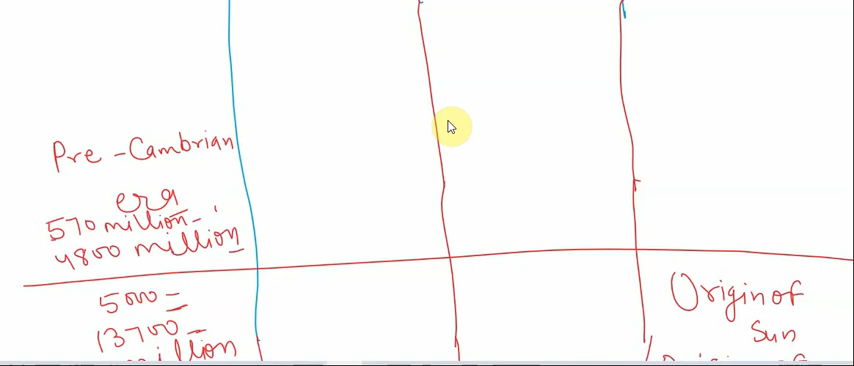 Pre-Cambrian
era
570 million-
4800 million
5000-
13700-
million
Origin of
Sun